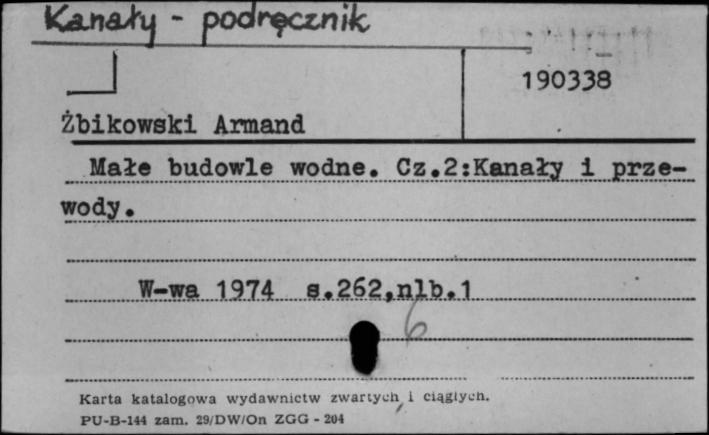 Kanały - podręcznik
190338
Żbikowski Armand
Małe budowle wodne. Cz.2:Kanały i prze-
wody.
W-wa 1974 s.262,nlb.1
6
Karta katalogowa wydawnictw zwartych i ciągłych.
PU-B-144 zam. 29/DW/On ZGG - 204